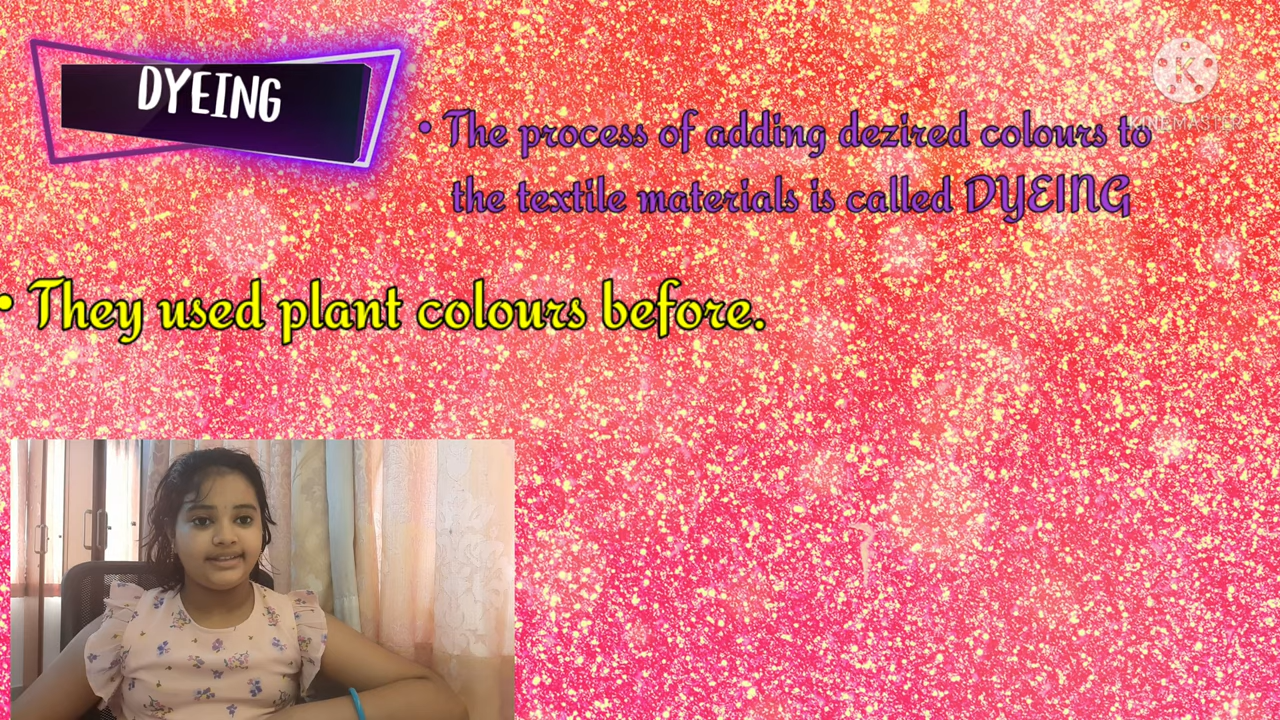 DYEING
• The process of adding dezired colours to
the textile materials is called DYEING
• They used plant colours before.
K
KINEMASTER